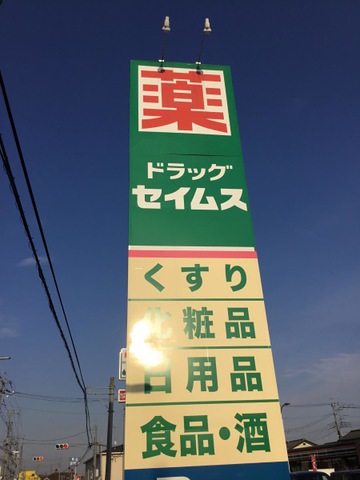 薬
ドラッグ
セイムス
くすり
化粧品
日用品
食品・酒